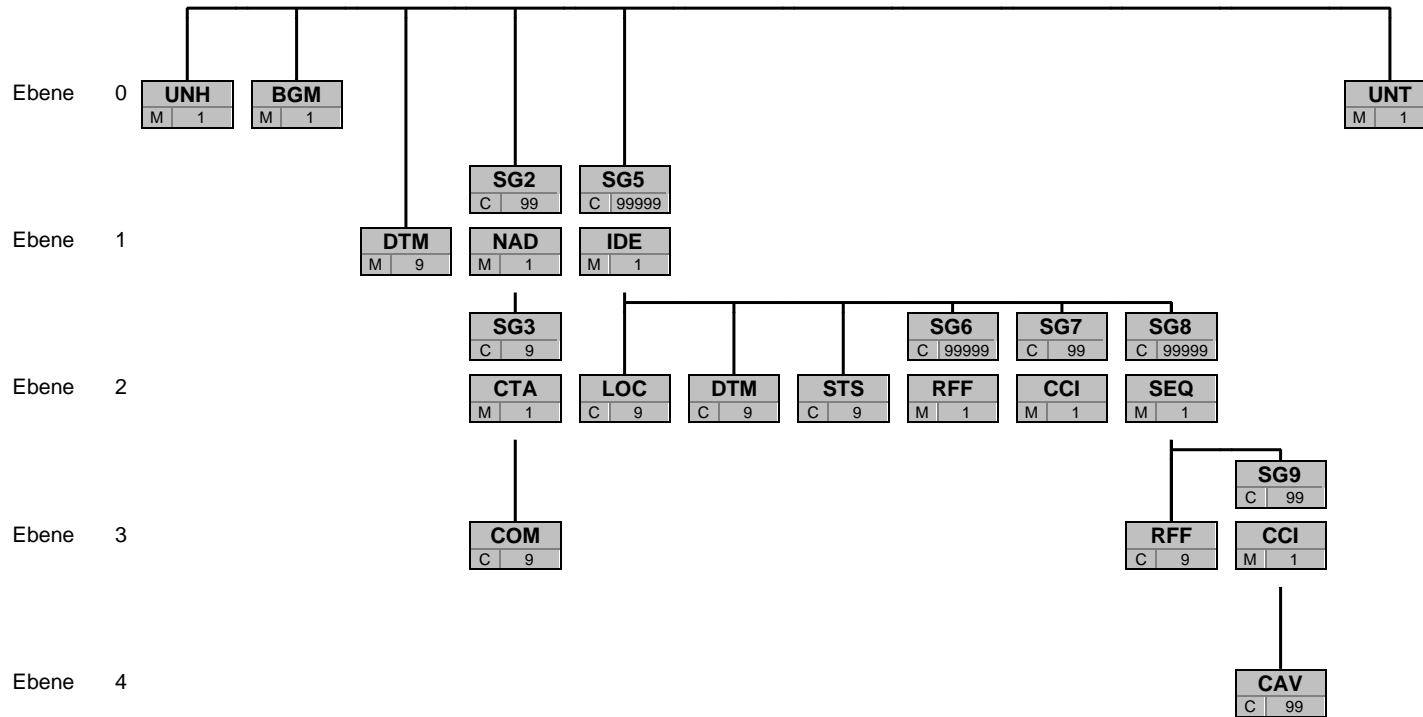 Ebene 0
UNH
M 1
BGM
M 1
UNT
M 1
SG2
C 99
SG5
C 99999
Ebene 1
DTM
M 9
NAD
M 1
IDE
M 1
SG3
C 9
SG6
C 99999
SG7
C 99
SG8
C 99999
Ebene 2
CTA
M 1
LOC
C 9
DTM
C 9
STS
C 9
RFF
M 1
CCI
M 1
SEQ
M 1
SG9
C 99
Ebene 3
COM
C 9
RFF
C 9
CCI
M 1
Ebene 4
CAV
C 99